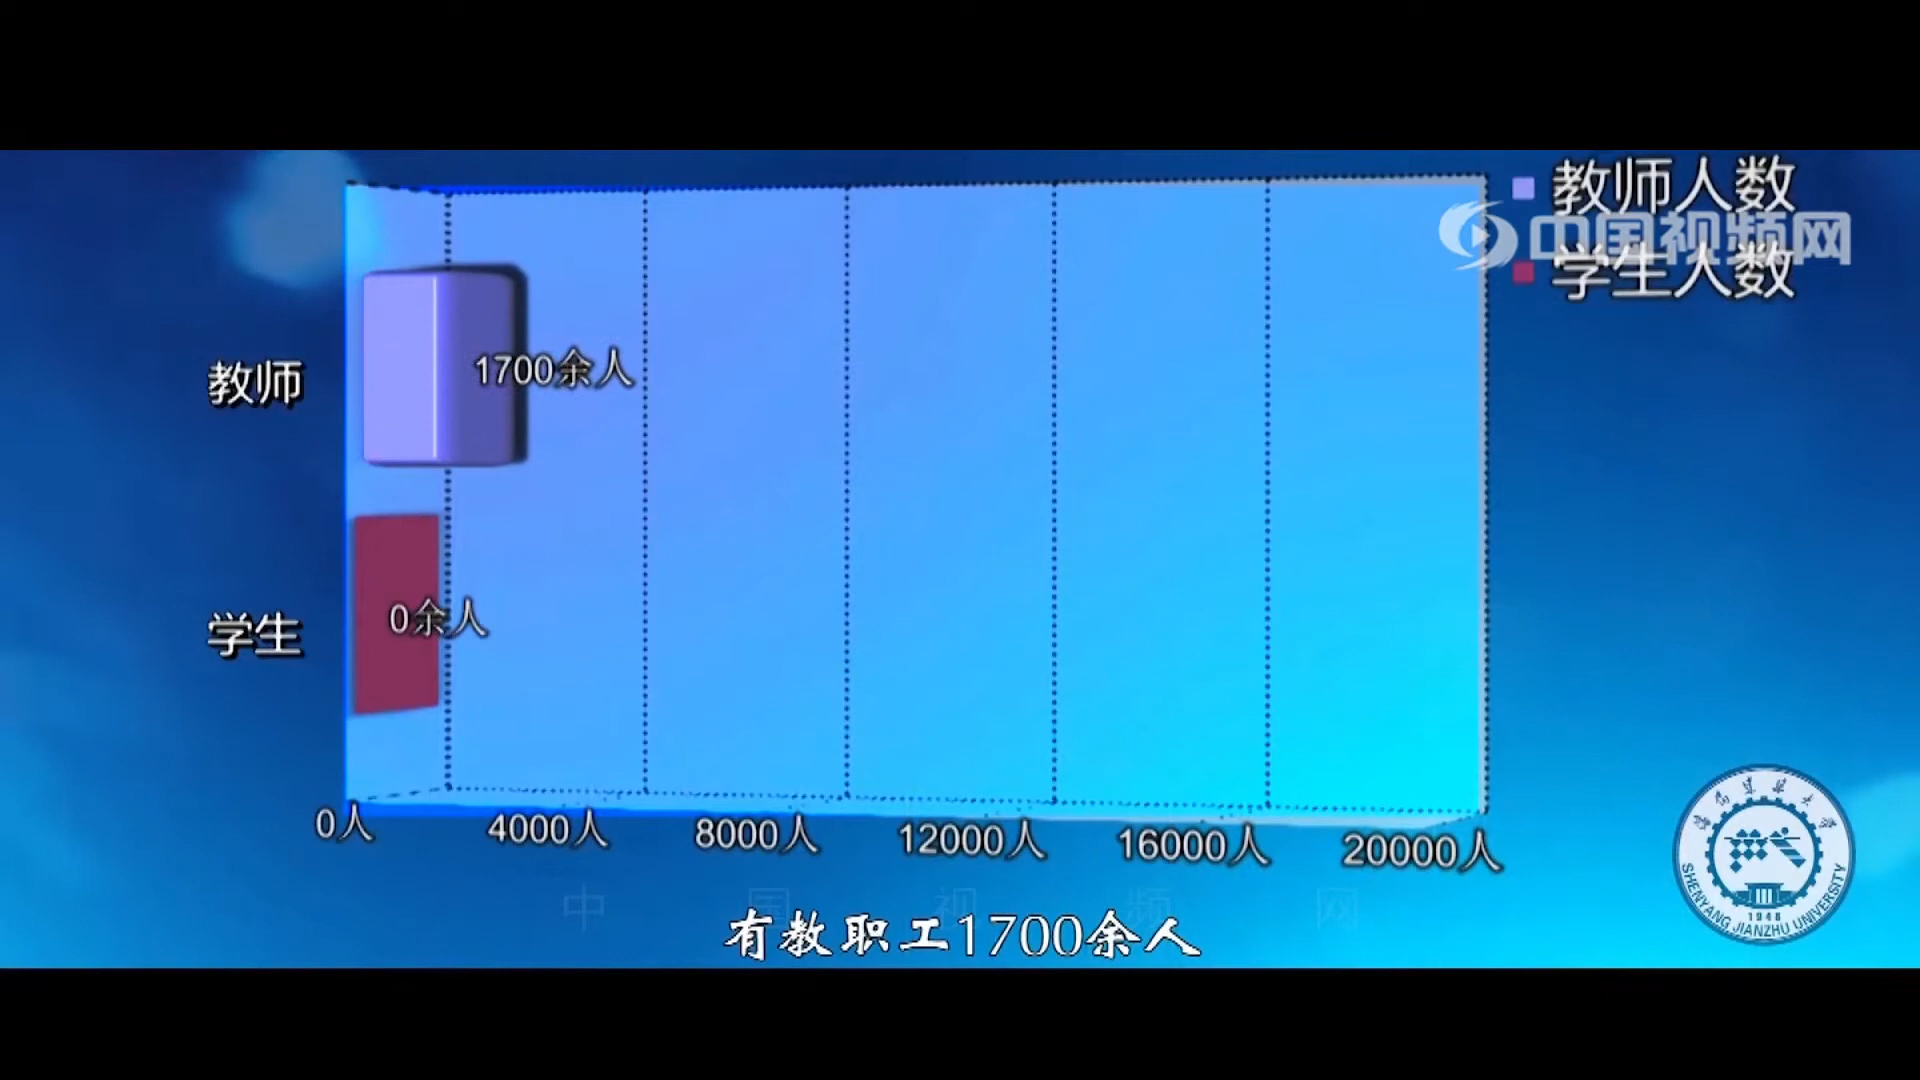 教师人数
中国视频网
学生人数
教师
1700余人
学生
0余人
0人
4000人
8000人
12000人
16000人
20000人
中国视频网
有教职工1700余人
1948
SHENYANG JIANZHU UNIVERSITY